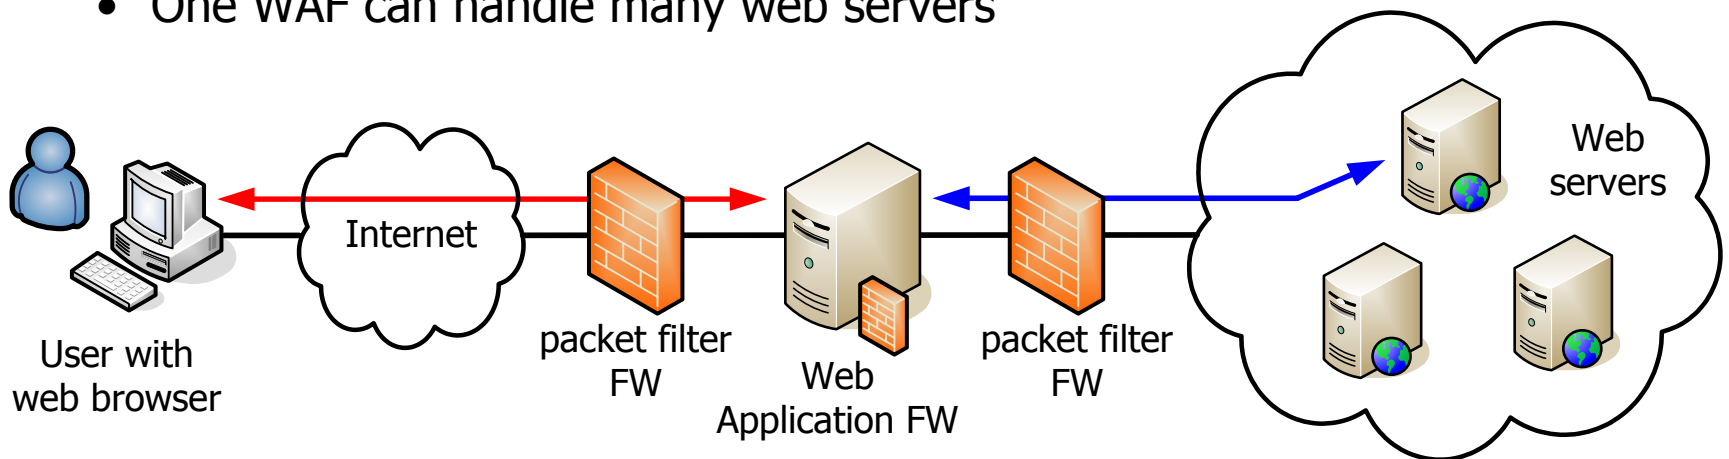 • One WAF can handle many web servers
Web
servers
Internet
packet filter
FW
packet filter
FW
User with
web browser
Web
Application FW